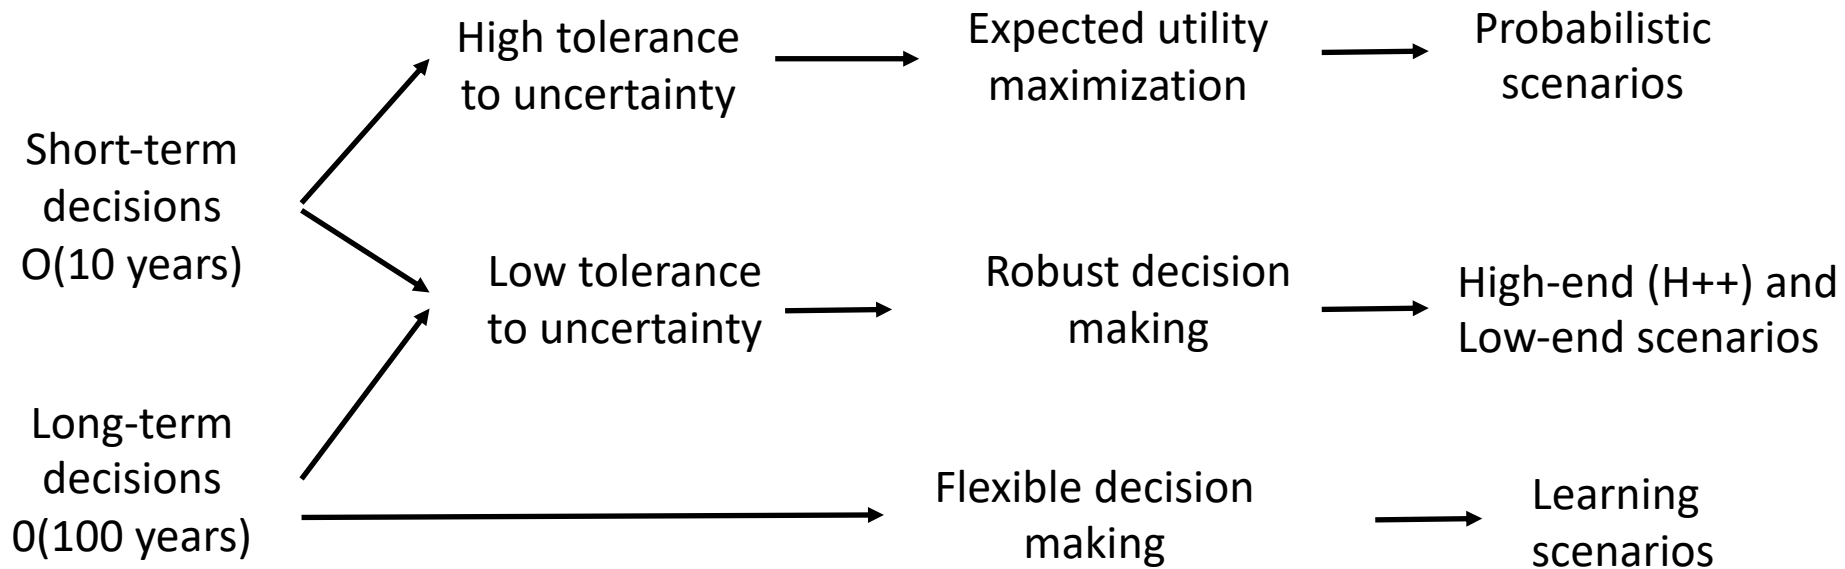 High tolerance
to uncertainty
Expected utility
maximization
Probabilistic
scenarios
Short-term
decisions
O(10 years)
Low tolerance
to uncertainty
Robust decision
making
High-end (H++) and
Low-end scenarios
Long-term
decisions
0(100 years)
Flexible decision
making
Learning
scenarios